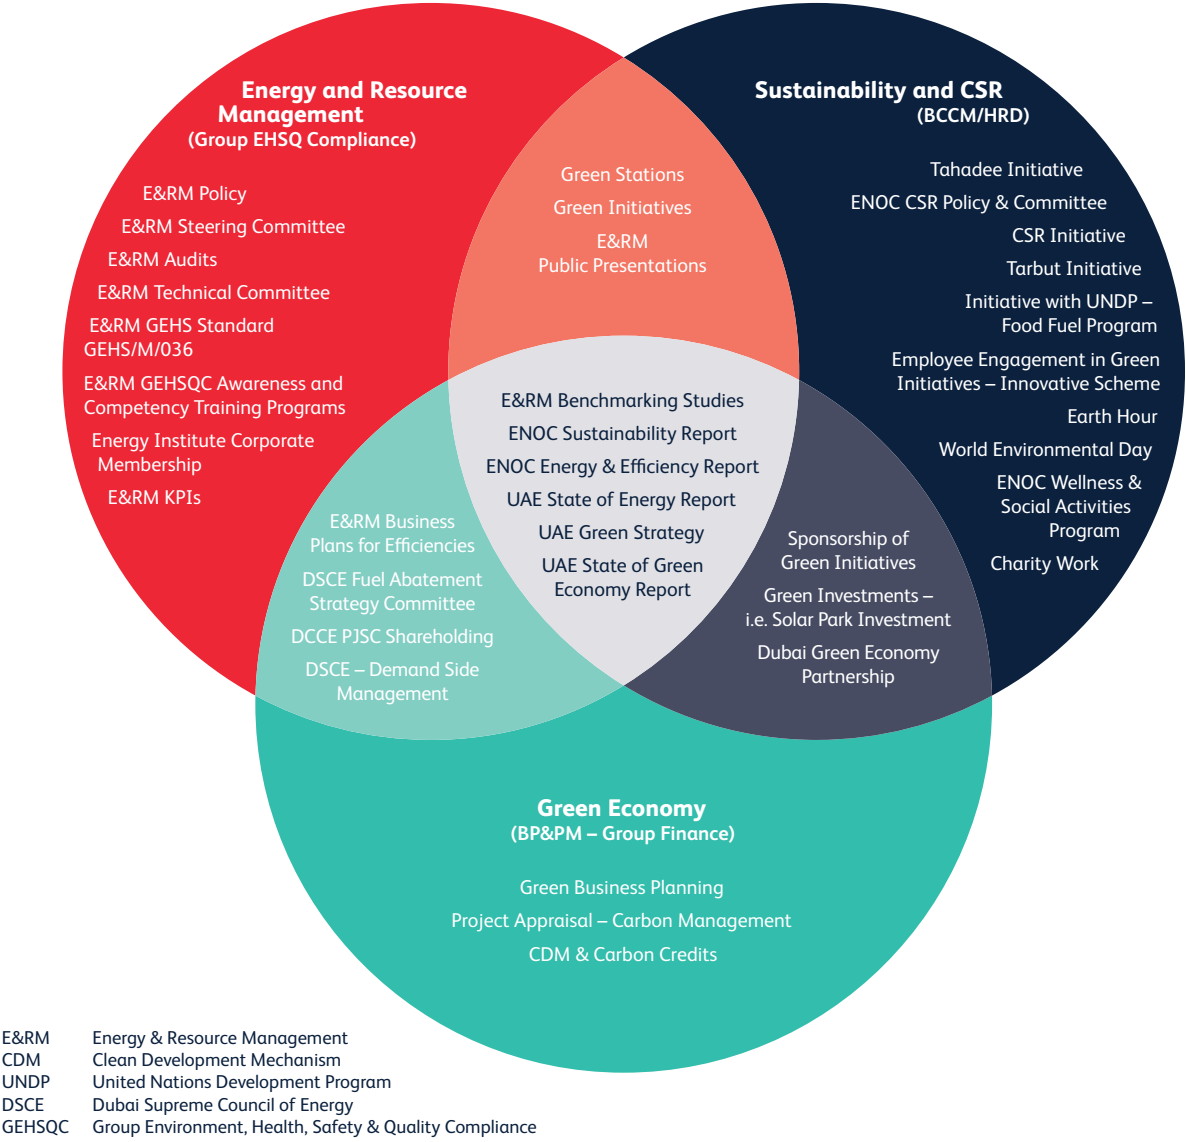 Energy and Resource
Management
(Group EHSQ Compliance)
E&RM Policy
E&RM Steering Committee
E&RM Audits
E&RM Technical Committee
E&RM GEHS Standard
GEHS/M/036
E&RM GEHSQC Awareness and
Competency Training Programs
Energy Institute Corporate
Membership
E&RM KPIs
Green Stations
Green Initiatives
E&RM
Public Presentations
Sustainability and CSR
(BCCM/HRD)
Tahadee Initiative
ENOC CSR Policy & Committee
CSR Initiative
Tarbut Initiative
Initiative with UNDP –
Food Fuel Program
Employee Engagement in Green
Initiatives – Innovative Scheme
Earth Hour
World Environmental Day
ENOC Wellness &
Social Activities
Program
Charity Work
E&RM Benchmarking Studies
ENOC Sustainability Report
ENOC Energy & Efficiency Report
UAE State of Energy Report
UAE Green Strategy
UAE State of Green
Economy Report
E&RM Business
Plans for Efficiencies
DSCE Fuel Abatement
Strategy Committee
DCCE PJSC Shareholding
DSCE – Demand Side
Management
Sponsorship of
Green Initiatives
Green Investments –
i.e. Solar Park Investment
Dubai Green Economy
Partnership
Green Economy
(BP&PM – Group Finance)
Green Business Planning
Project Appraisal – Carbon Management
CDM & Carbon Credits
E&RM Energy & Resource Management
CDM Clean Development Mechanism
UNDP United Nations Development Program
DSCE Dubai Supreme Council of Energy
GEHSQC Group Environment, Health, Safety & Quality Compliance